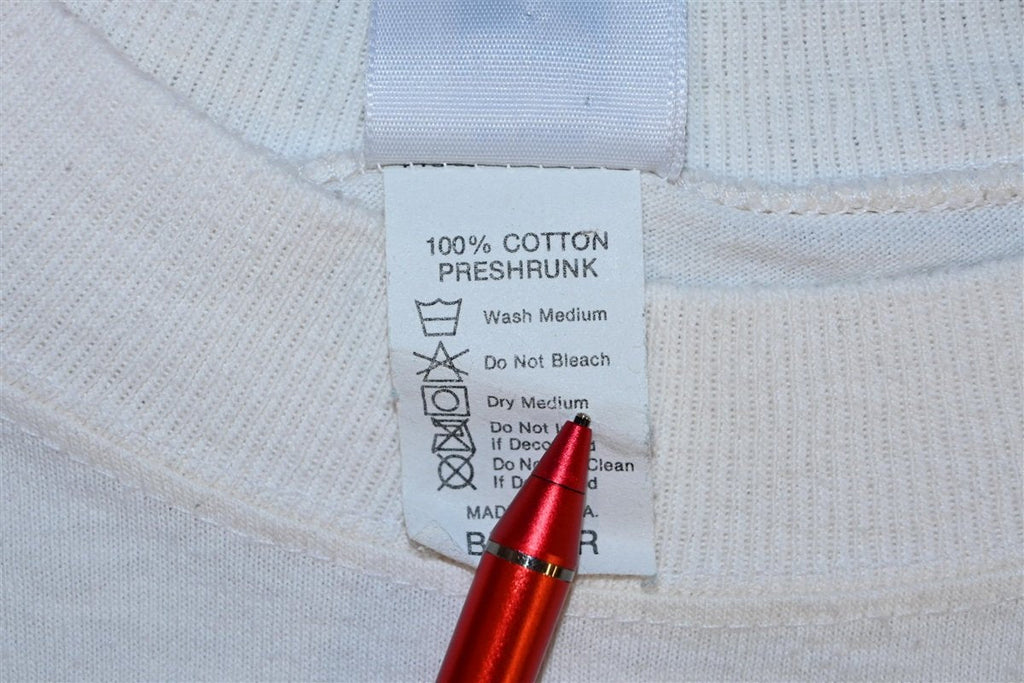 100% COTTON
PRESHRUNK
Wash Medium
Do Not Bleach
Dry Medium
Do Not
If
Do Clean
If